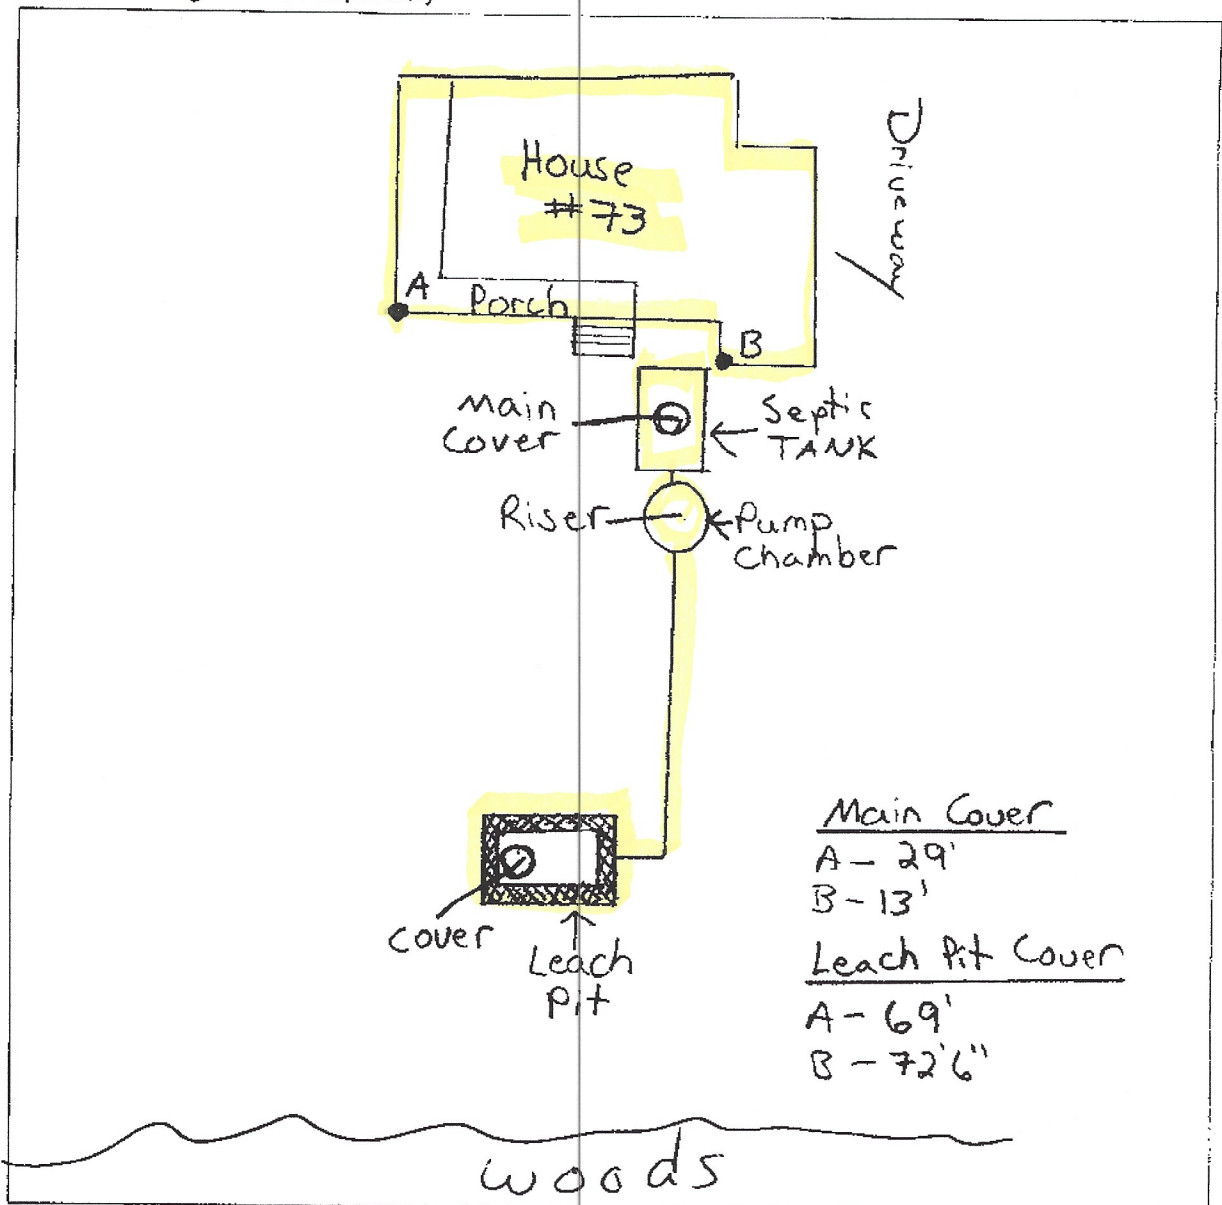 Driveway
House
#73
A
Porch
B
Main
Cover
Septic
TANK
Riser
Pump
Chamber
Cover
Leach
Pit
Main Cover
A - 29'
B - 13'
Leach Pit Cover
A - 69'
B - 72'6"
woods